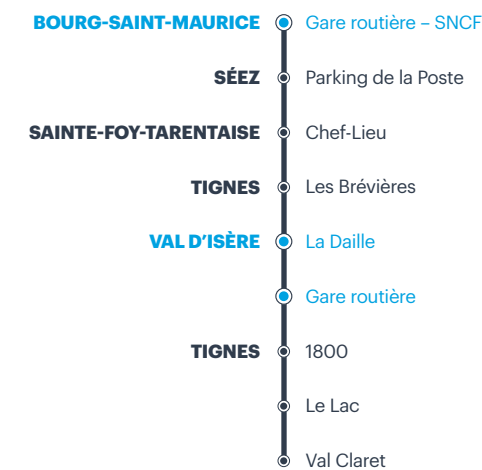 BOURG-SAINT-MAURICE Gare routière – SNCF
SÉEZ Parking de la Poste
SAINTE-FOY-TARENTAISE Chef-Lieu
TIGNES Les Brévières
VAL D'ISÈRE La Daille
Gare routière
TIGNES 1800
Le Lac
Val Claret